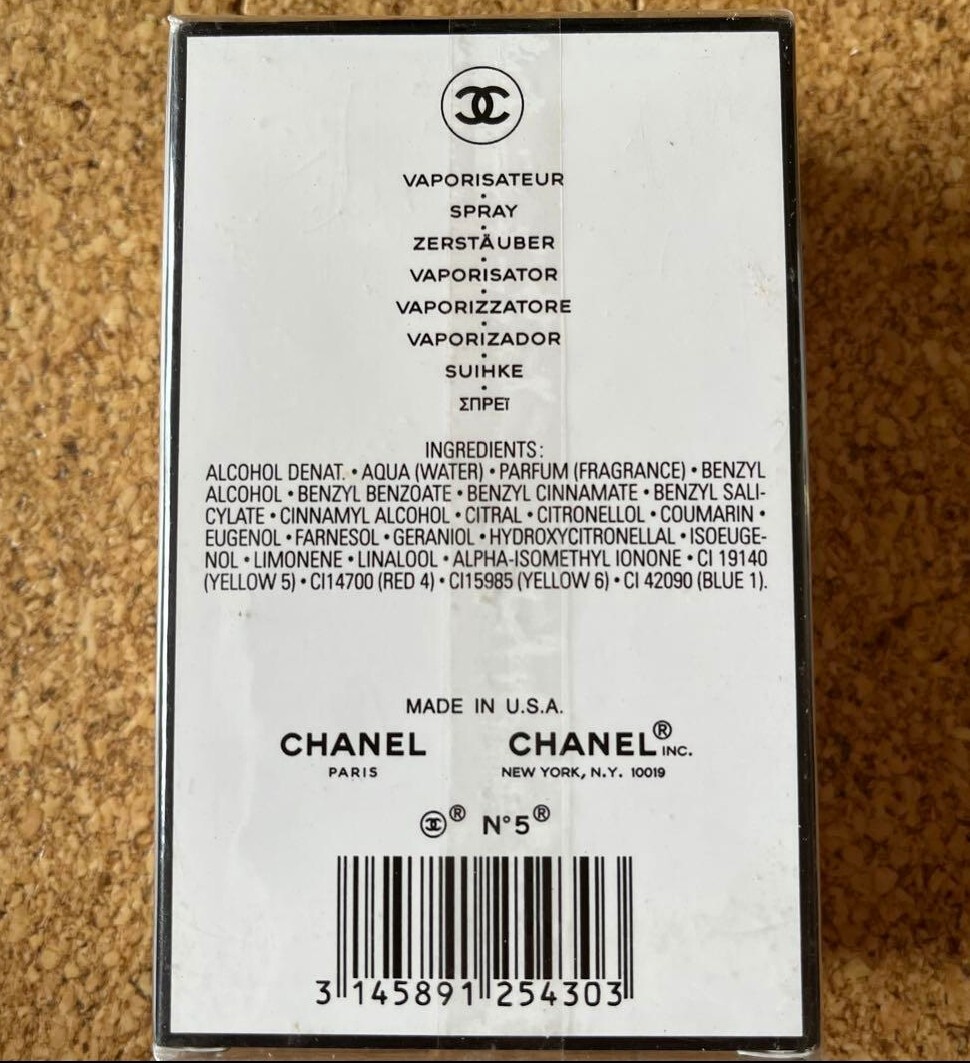 VAPORISATEUR
•
SPRAY
•
ZERSTÄUBER
•
VAPORISATOR
•
VAPORIZZATORE
•
VAPORIZADOR
•
SUIHKE
•
ΣΠΡΕΪ
INGREDIENTS:
ALCOHOL DENAT. • AQUA (WATER) • PARFUM (FRAGRANCE) • BENZYL
ALCOHOL • BENZYL BENZOATE • BENZYL CINNAMATE • BENZYL SALI-
CYLATE • CINNAMYL ALCOHOL • CITRAL • CITRONELLOL • COUMARIN •
EUGENOL • FARNESOL • GERANIOL • HYDROXYCITRONELLAL • ISOEUGE-
NOL • LIMONENE • LINALOOL • ALPHA-ISOMETHYL IONONE • CI 19140
(YELLOW 5) • CI14700 (RED 4) • CI15985 (YELLOW 6) • CI 42090 (BLUE 1).
MADE IN U.S.A.
CHANEL CHANEL® INC.
PARIS NEW YORK, N.Y. 10019
® N°5®
3 145891 254303